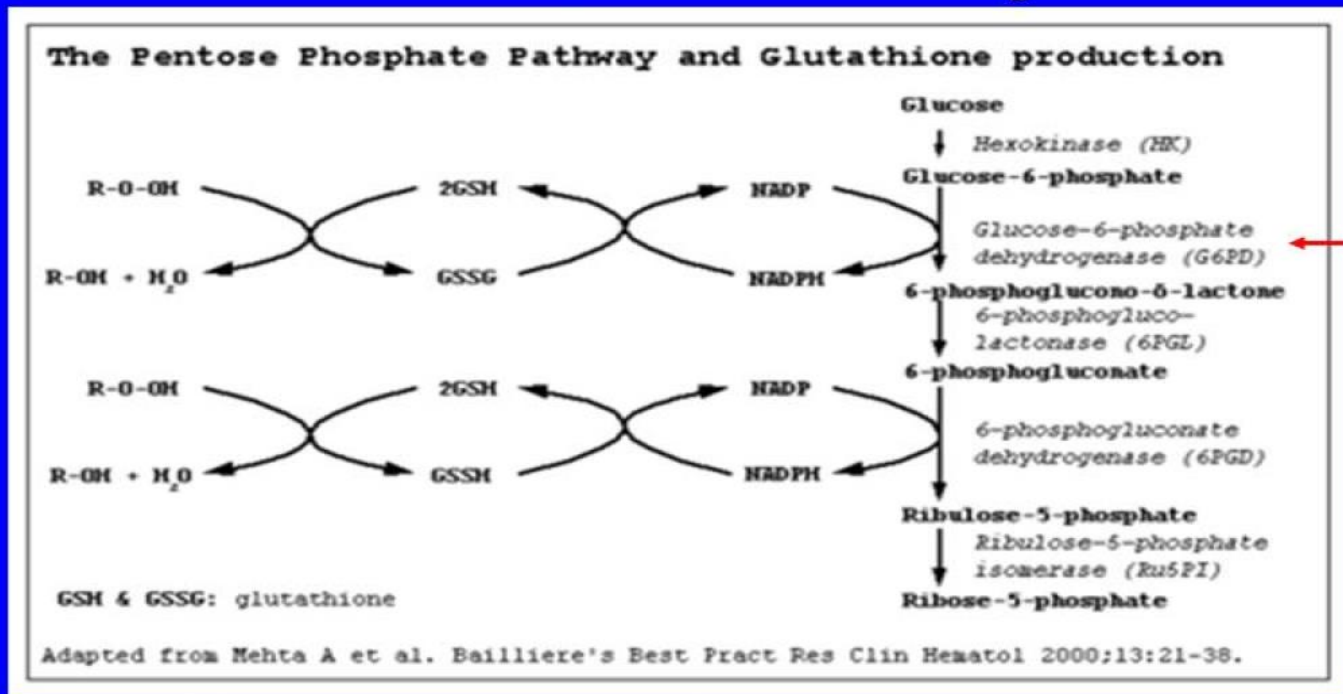 The Pentose Phosphate Pathway and Glutathione production
Glucose
Hexokinase (HK)
R-O-OH 2GSH NADP Glucose-6-phosphate
Glucose-6-phosphate
dehydrogenase (G6PD)
R-OH + H₂O GSSG NADPH
6-phosphoglucono-δ-lactone
6-phosphogluco-
lactonase (6PGL)
6-phosphogluconate
R-O-OH 2GSH NADP
6-phosphogluconate
dehydrogenase (6PGD)
R-OH + H₂O GSSH NADPH
Ribulose-5-phosphate
Ribulose-5-phosphate
isomerase (Ru5PI)
GSH & GSSG: glutathione Ribose-5-phosphate
Adapted from Mehta A et al. Bailliere's Best Pract Res Clin Hematol 2000;13:21-38.